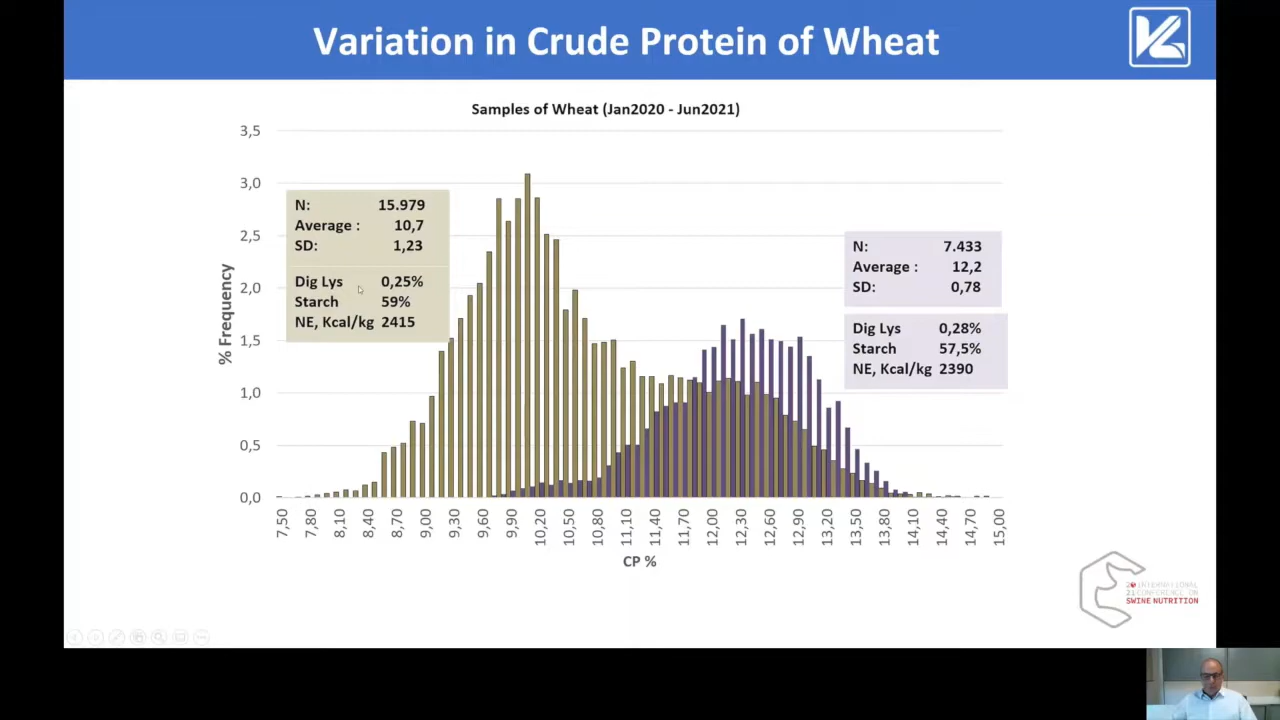 Variation in Crude Protein of Wheat
Samples of Wheat (Jan2020 - Jun2021)
3,5
3,0
2,5
2,0
1,5
1,0
0,5
0,0
% Frequency
N: 15.979
Average : 10,7
SD: 1,23
Dig Lys 0,25%
Starch 59%
NE, Kcal/kg 2415
N: 7.433
Average : 12,2
SD: 0,78
Dig Lys 0,28%
Starch 57,5%
NE, Kcal/kg 2390
7,50 7,80 8,10 8,40 8,70 9,00 9,30 9,60 9,90 10,20 10,50 10,80 11,10 11,40 11,70 12,00 12,30 12,60 12,90 13,20 13,50 13,80 14,10 14,40 14,70 15,00
CP %
20 INTERNATIONAL
21 CONFERENCE ON
SWINE NUTRITION